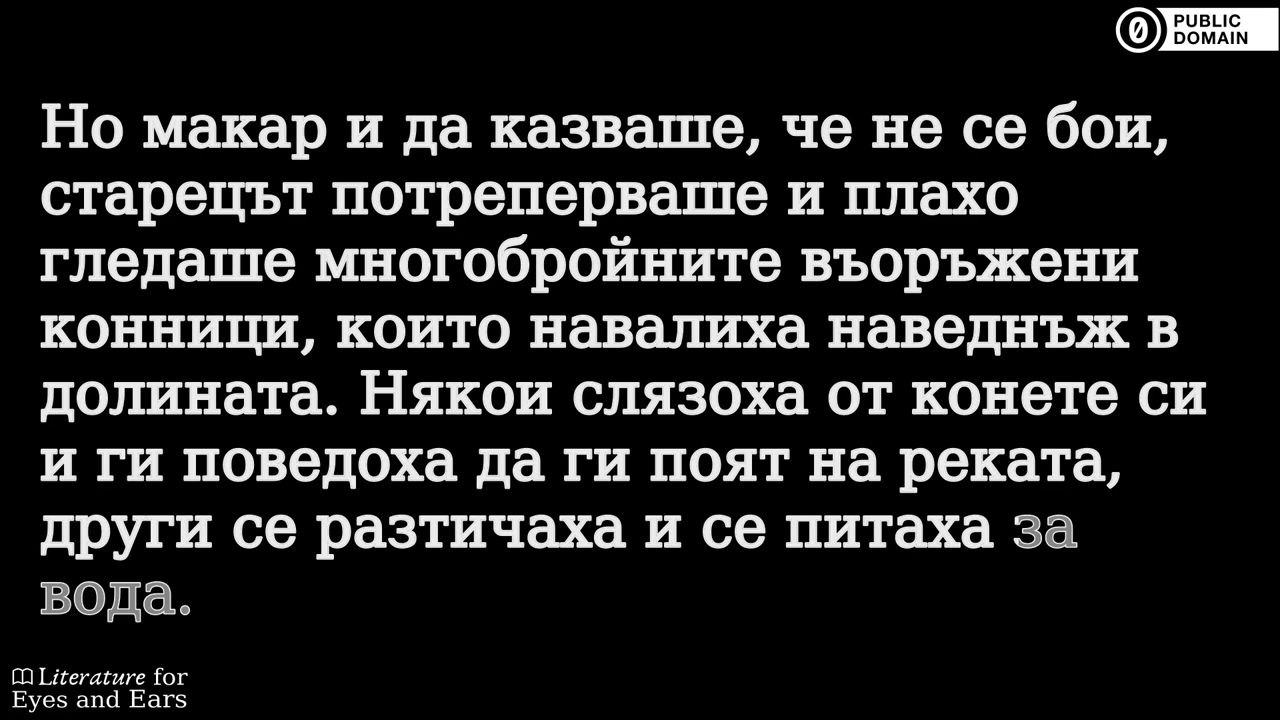 PUBLIC
DOMAIN
Но макар и да казваше, че не се бои,
старецът потреперваше и плахо
гледаше многобройните въоръжени
конници, които навалиха наведнъж в
долината. Някои слязоха от конете си
и ги поведоха да ги поят на реката,
други се разтичаха и се питаха за
вода.
Literature for
Eyes and Ears